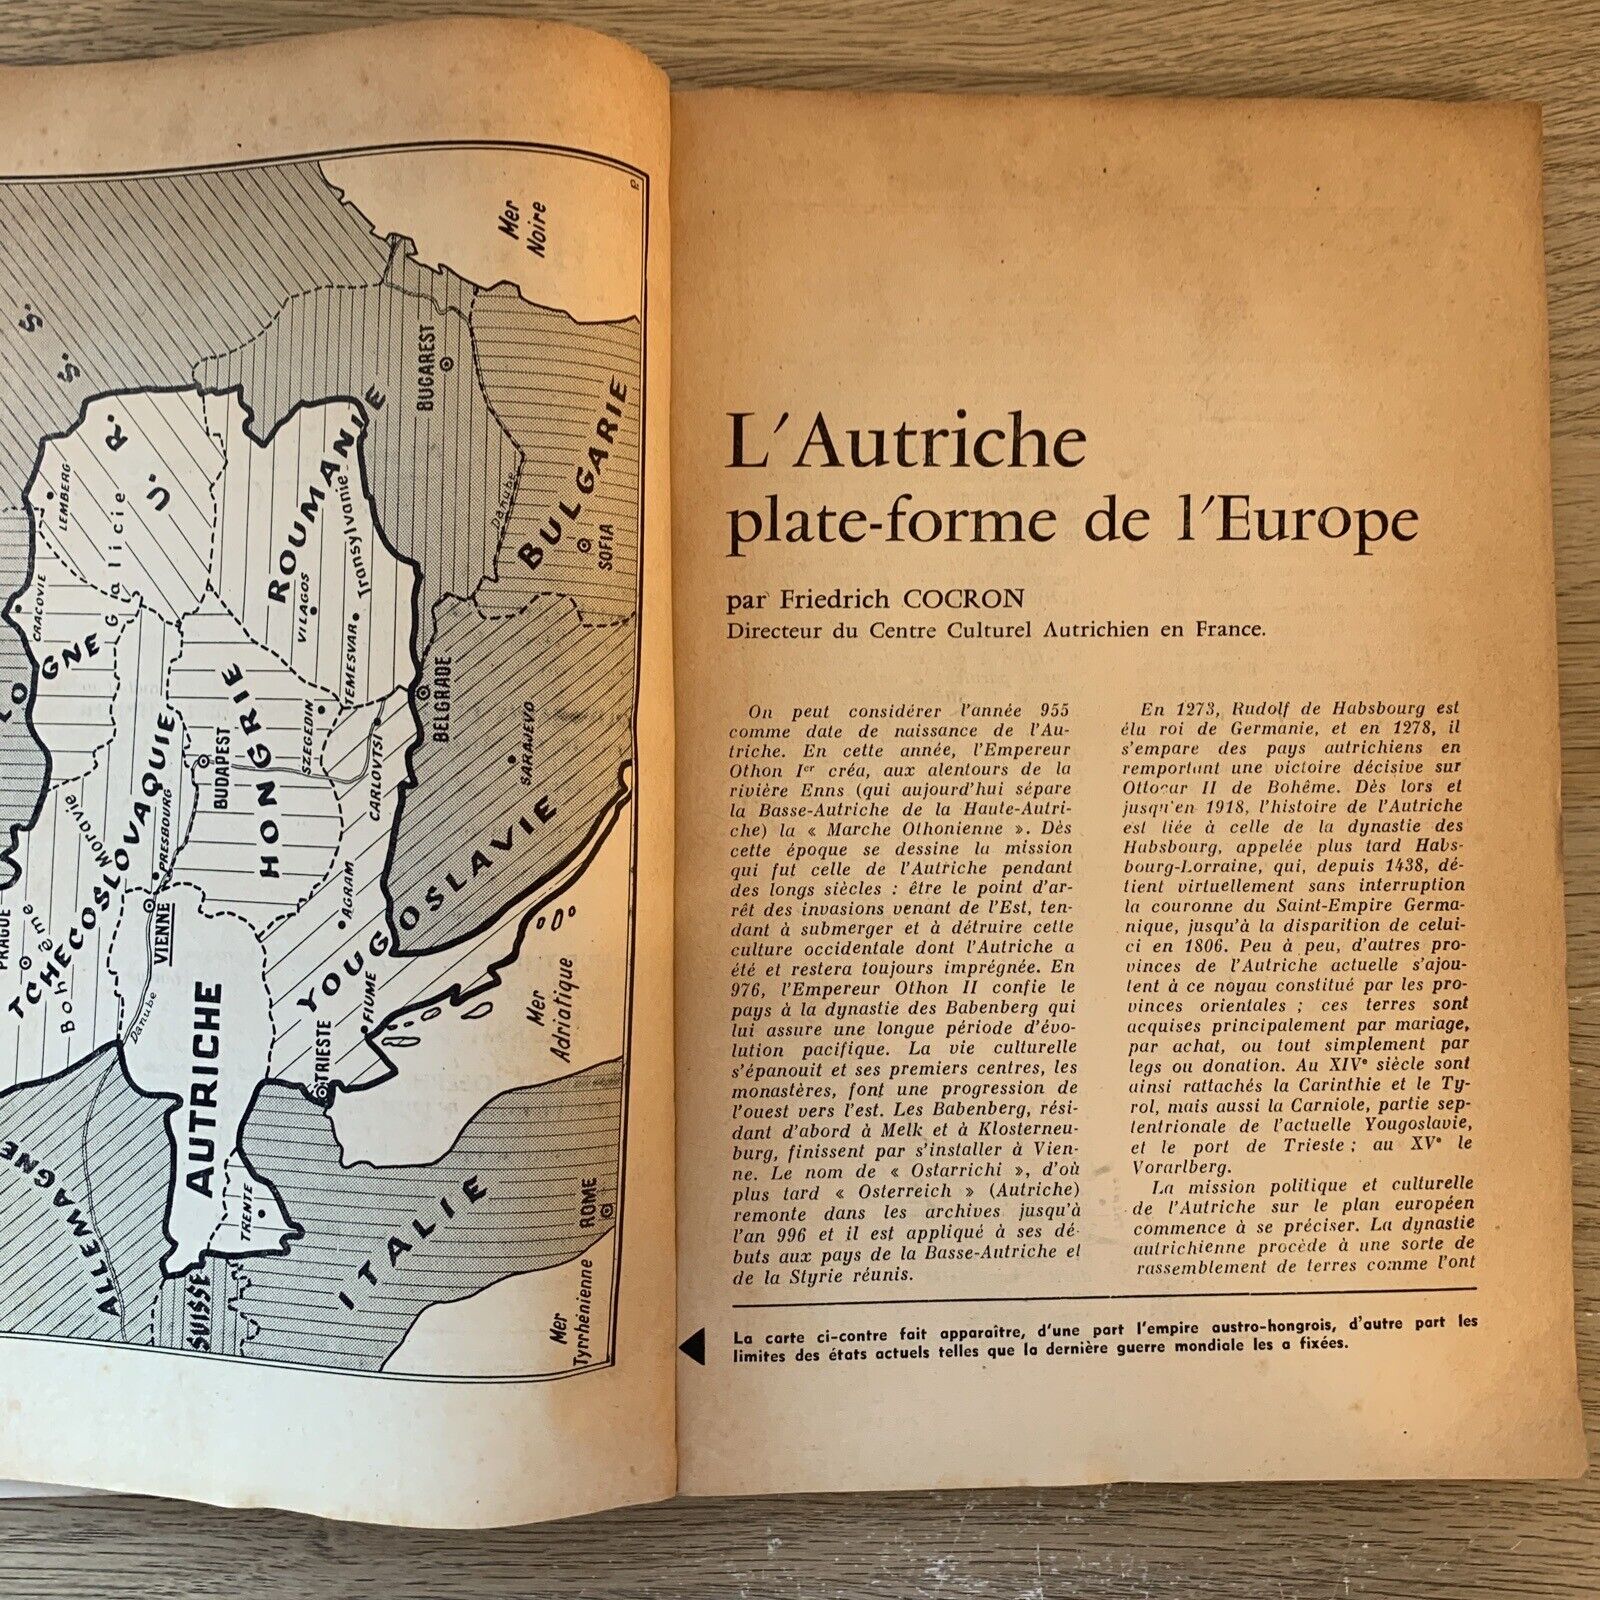 Mer
Noire
S.
S.
R.
U.
BUCAREST
BULGARIE
SOFIA
Danube
ROUMANIE
Transylvanie
VILAGOS
TEMESVAR
LEMBERG
Galicie
CRACOVIE
LOGNE
BELGRADE
SARAJEVO
HONGRIE
SZEGEDIN
CARLOVTSI
BUDAPEST
PRESBOURG
TCHECOSLOVAQUIE
Moravie
Bohême
PRAGUE
VIENNE
Danube
AGRAM
YOUGOSLAVIE
FIUME
TRIESTE
Mer
Adriatique
AUTRICHE
TRENTE
ALLEMAGNE
GNE
SUISSE
ITALIE
ROME
Mer
Tyrrhénienne
L'Autriche
plate-forme de l'Europe
par Friedrich COCRON
Directeur du Centre Culturel Autrichien en France.
On peut considérer l'année 955
comme date de naissance de l'Au-
triche. En cette année, l'Empereur
Othon Ier créa, aux alentours de la
rivière Enns (qui aujourd'hui sépare
la Basse-Autriche de la Haute-Autri-
che) la « Marche Othonienne ». Dès
cette époque se dessine la mission
qui fut celle de l'Autriche pendant
des longs siècles : être le point d'ar-
rêt des invasions venant de l'Est, ten-
dant à submerger et à détruire cette
culture occidentale dont l'Autriche a
été et restera toujours imprégnée. En
976, l'Empereur Othon II confie le
pays à la dynastie des Babenberg qui
lui assure une longue période d'évo-
lution pacifique. La vie culturelle
s'épanouit et ses premiers centres, les
monastères, font une progression de
l'ouest vers l'est. Les Babenberg, rési-
dant d'abord à Melk et à Klosterneu-
burg, finissent par s'installer à Vien-
ne. Le nom de « Ostarrichi », d'où
plus tard « Osterreich » (Autriche)
remonte dans les archives jusqu'à
l'an 996 et il est appliqué à ses dé-
buts aux pays de la Basse-Autriche et
de la Styrie réunis.
En 1273, Rudolf de Habsbourg est
élu roi de Germanie, et en 1278, il
s'empare des pays autrichiens en
remportant une victoire décisive sur
Ottocar II de Bohême. Dès lors et
jusqu'en 1918, l'histoire de l'Autriche
est liée à celle de la dynastie des
Habsbourg, appelée plus tard Habs-
bourg-Lorraine, qui, depuis 1438, dé-
tient virtuellement sans interruption
la couronne du Saint-Empire Germa-
nique, jusqu'à la disparition de celui-
ci en 1806. Peu à peu, d'autres pro-
vinces de l'Autriche actuelle s'ajou-
tent à ce noyau constitué par les pro-
vinces orientales ; ces terres sont
acquises principalement par mariage,
par achat, ou tout simplement par
legs ou donation. Au XIVe siècle sont
ainsi rattachés la Carinthie et le Ty-
rol, mais aussi la Carniole, partie sep-
tentrionale de l'actuelle Yougoslavie,
et le port de Trieste ; au XVe le
Vorarlberg.
La mission politique et culturelle
de l'Autriche sur le plan européen
commence à se préciser. La dynastie
autrichienne procède à une sorte de
rassemblement de terres comme l'ont
La carte ci-contre fait apparaître, d'une part l'empire austro-hongrois, d'autre part les
limites des états actuels telles que la dernière guerre mondiale les a fixées.